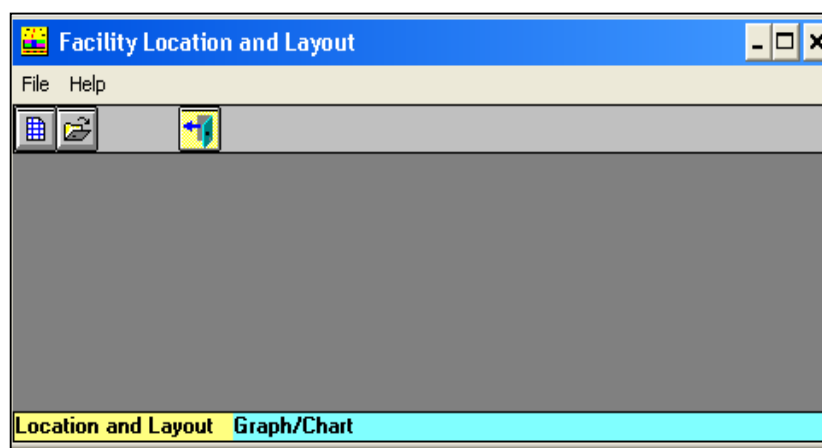 Facility Location and Layout
File Help
Location and Layout Graph/Chart